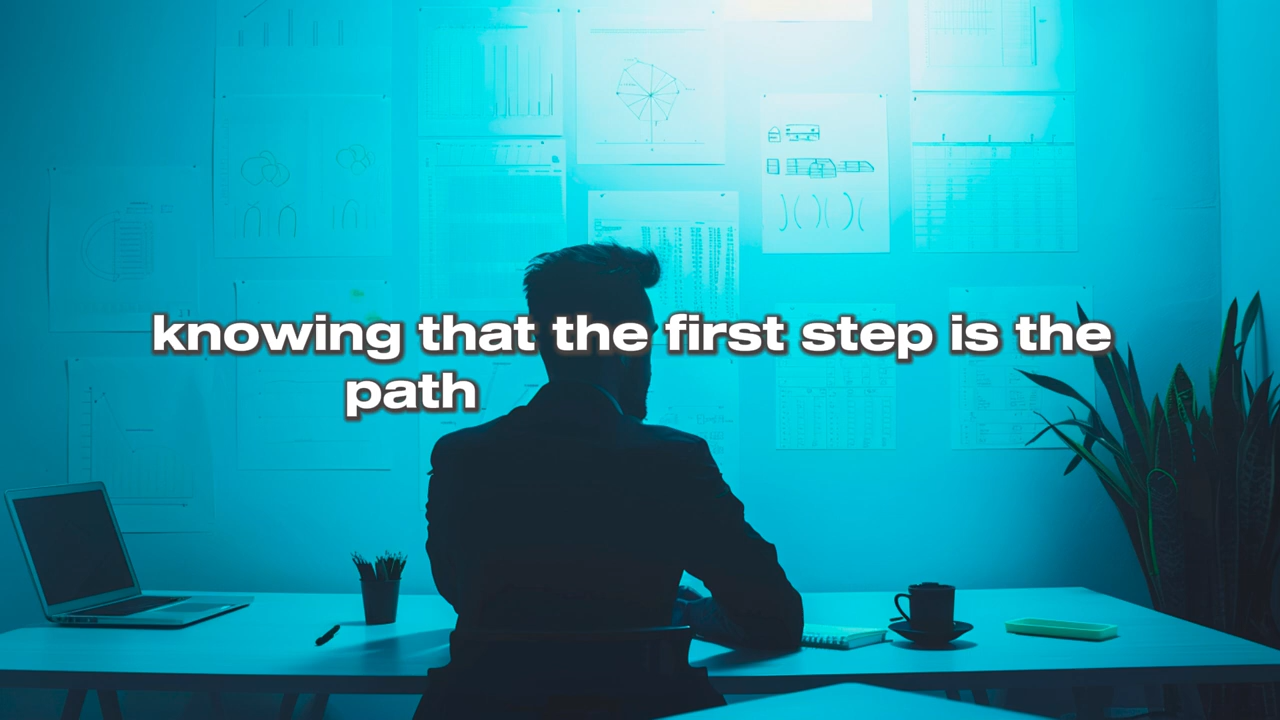 knowing that the first step is the
path